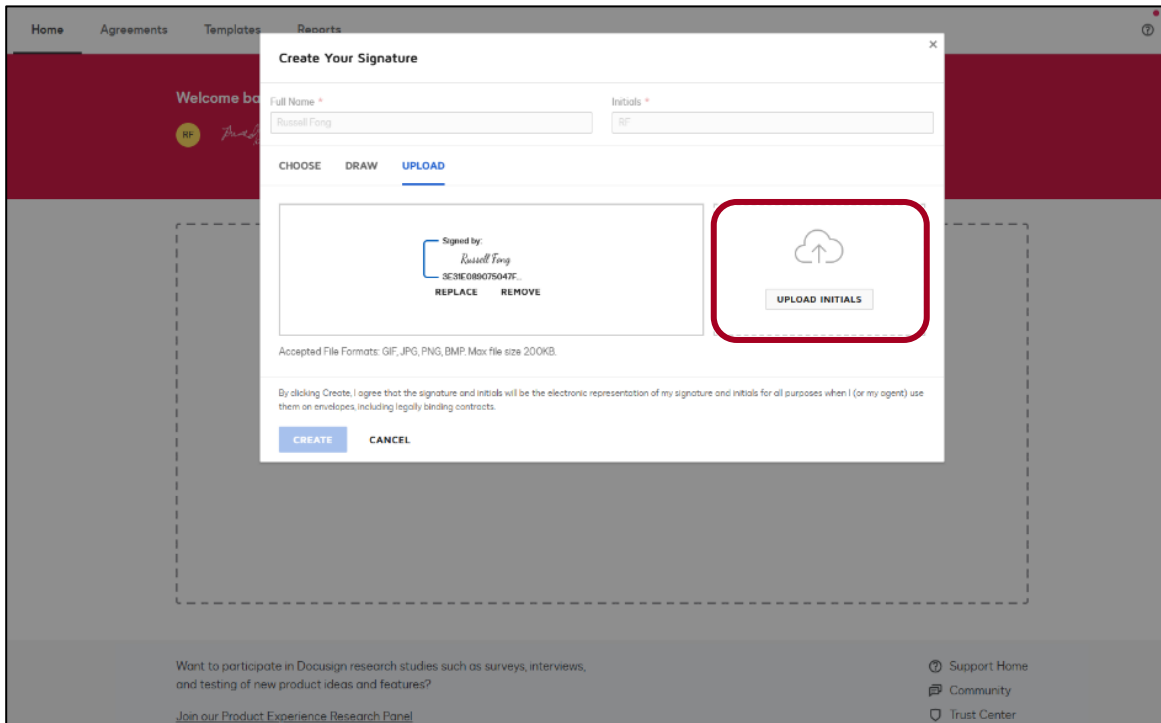 Home Agreements Templates Reports
Create Your Signature
Welcome ba
Full Name * Initials *
Russell Fong RF
RF
CHOOSE DRAW UPLOAD
Signed by:
Russell Fong
3E31E089075047F...
REPLACE REMOVE
UPLOAD INITIALS
Accepted File Formats: GIF, JPG, PNG, BMP. Max file size 200KB.
By clicking Create, I agree that the signature and initials will be the electronic representation of my signature and initials for all purposes when I (or my agent) use
them on envelopes, including legally binding contracts.
CREATE CANCEL
Want to participate in Docusign research studies such as surveys, interviews,
and testing of new product ideas and features?
Join our Product Experience Research Panel
Support Home
Community
Trust Center